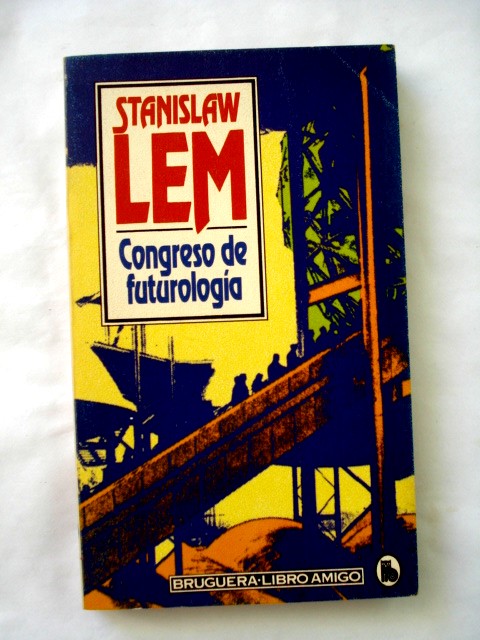 STANISLAW
LEM
Congreso de
futurología
BRUGUERA·LIBRO AMIGO